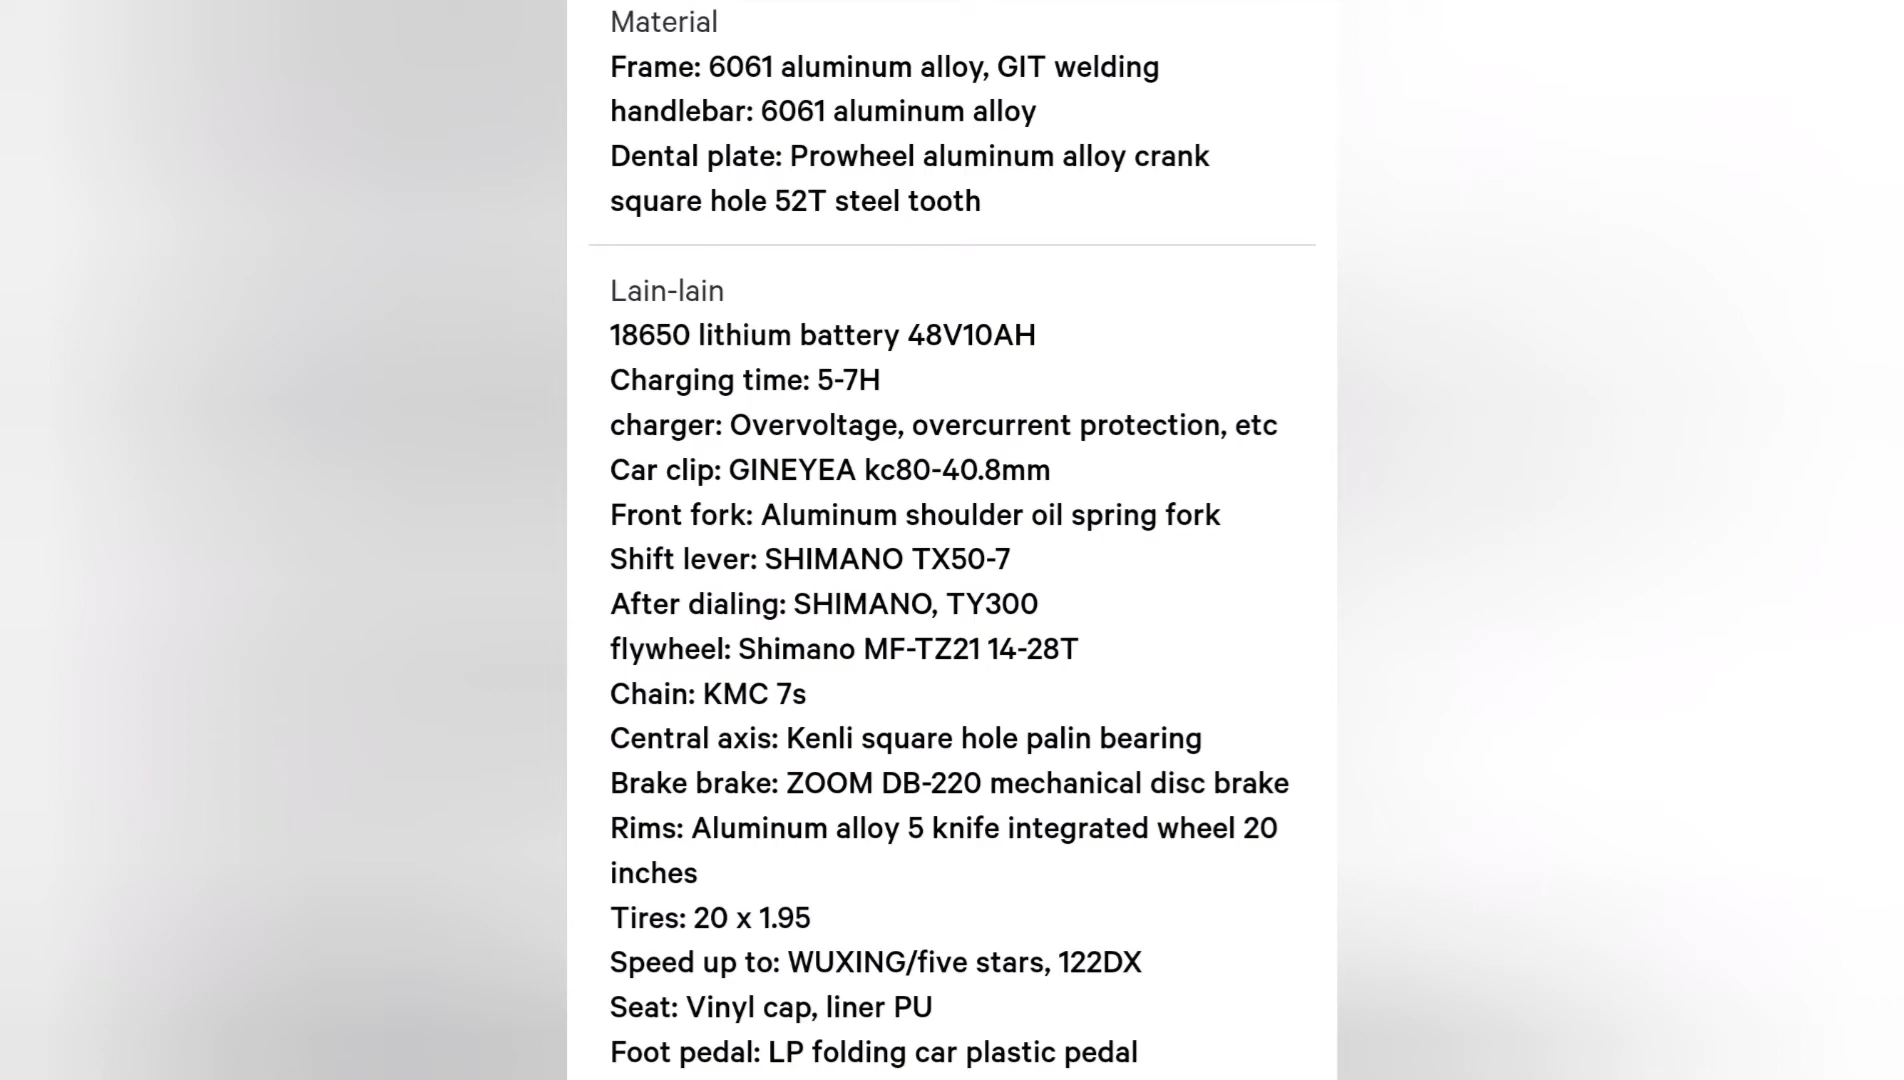 Material
Frame: 6061 aluminum alloy, GIT welding
handlebar: 6061 aluminum alloy
Dental plate: Prowheel aluminum alloy crank
square hole 52T steel tooth
Lain-lain
18650 lithium battery 48V10AH
Charging time: 5-7H
charger: Overvoltage, overcurrent protection, etc
Car clip: GINEYEA kc80-40.8mm
Front fork: Aluminum shoulder oil spring fork
Shift lever: SHIMANO TX50-7
After dialing: SHIMANO, TY300
flywheel: Shimano MF-TZ21 14-28T
Chain: KMC 7s
Central axis: Kenli square hole palin bearing
Brake brake: ZOOM DB-220 mechanical disc brake
Rims: Aluminum alloy 5 knife integrated wheel 20
inches
Tires: 20 x 1.95
Speed up to: WUXING/five stars, 122DX
Seat: Vinyl cap, liner PU
Foot pedal: LP folding car plastic pedal